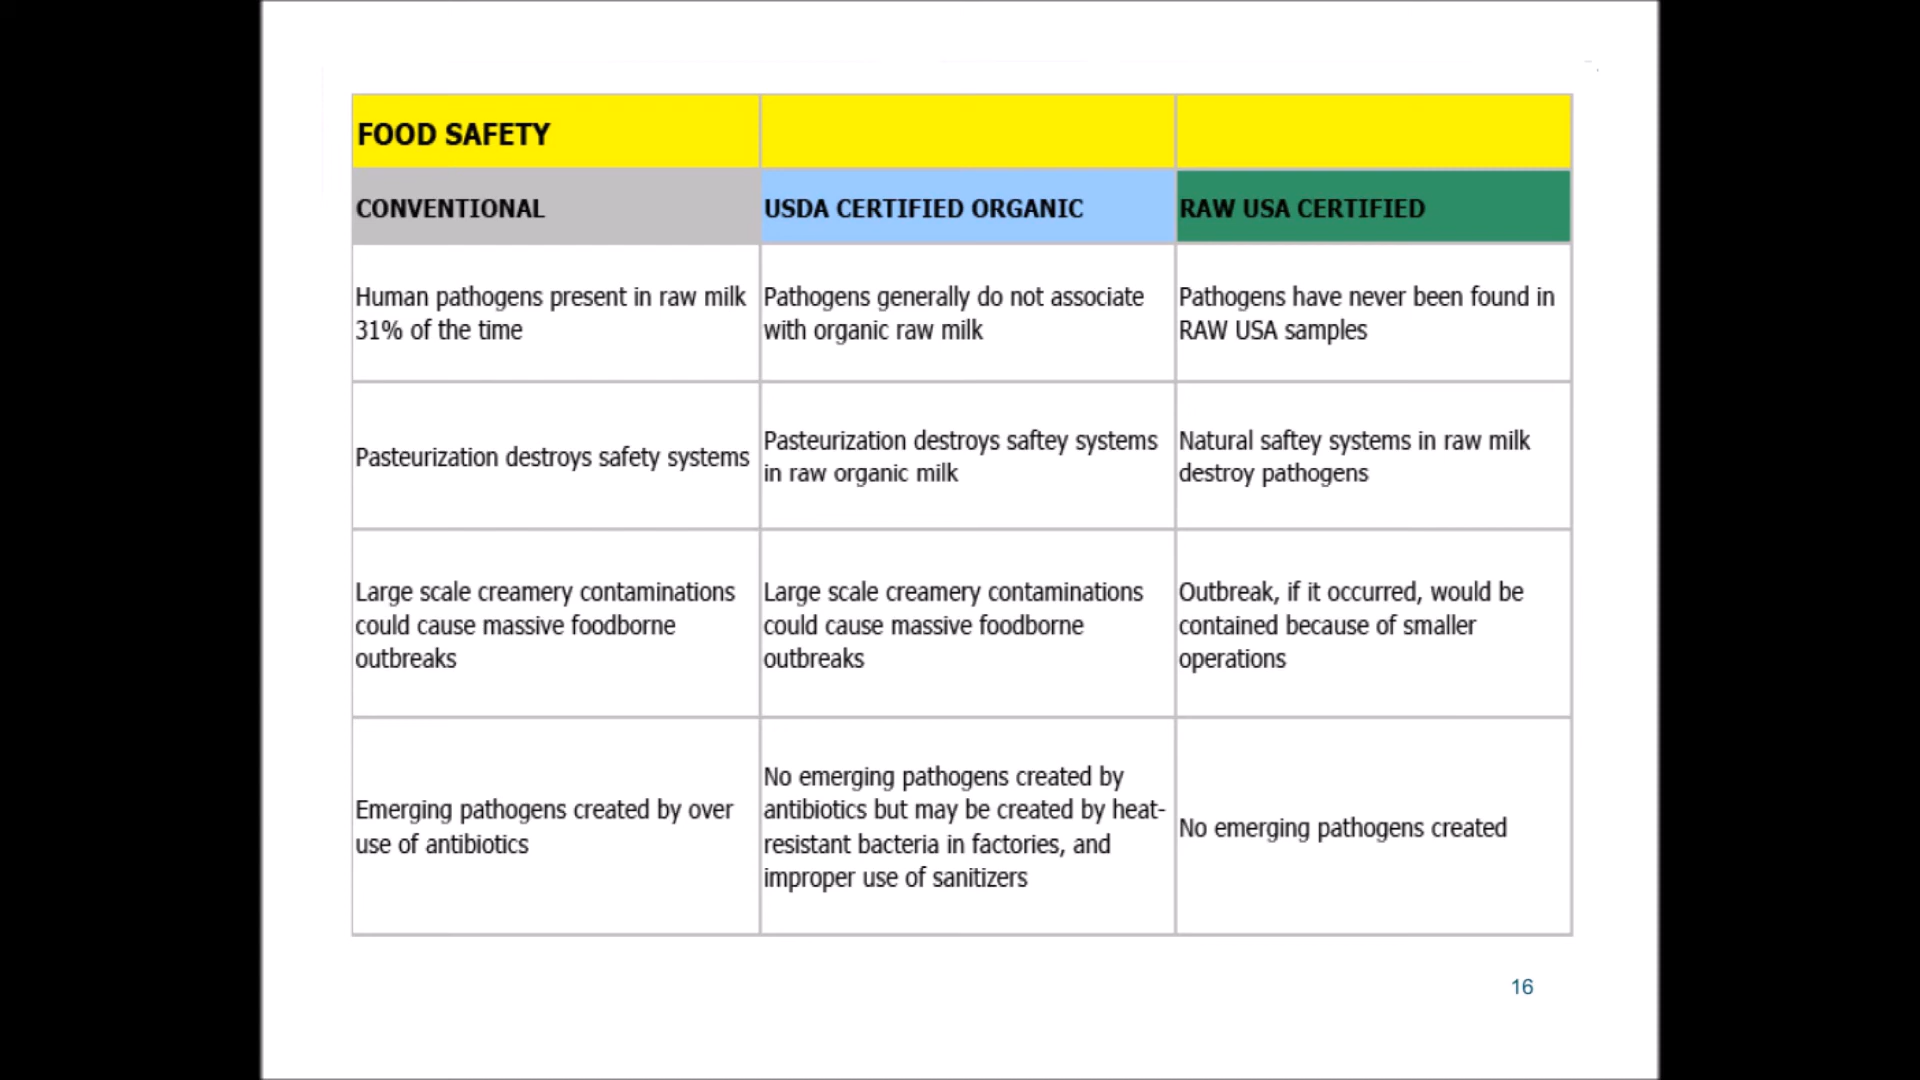 FOOD SAFETY
CONVENTIONAL
USDA CERTIFIED ORGANIC
RAW USA CERTIFIED
Human pathogens present in raw milk
31% of the time
Pathogens generally do not associate
with organic raw milk
Pathogens have never been found in
RAW USA samples
Pasteurization destroys safety systems
Pasteurization destroys saftey systems
in raw organic milk
Natural saftey systems in raw milk
destroy pathogens
Large scale creamery contaminations
could cause massive foodborne
outbreaks
Large scale creamery contaminations
could cause massive foodborne
outbreaks
Outbreak, if it occurred, would be
contained because of smaller
operations
Emerging pathogens created by over
use of antibiotics
No emerging pathogens created by
antibiotics but may be created by heat-
resistant bacteria in factories, and
improper use of sanitizers
No emerging pathogens created
16